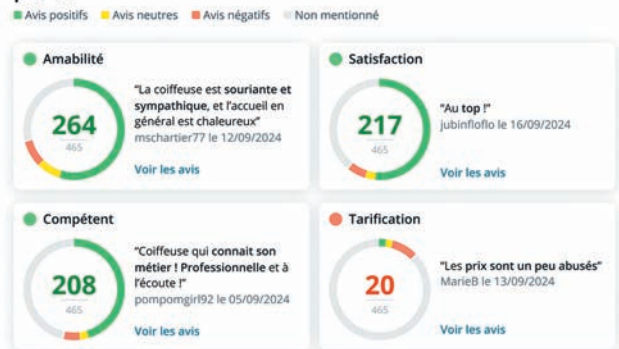 Avis positifs Avis neutres Avis négatifs Non mentionné
Amabilité
264
465
"La coiffeuse est souriante et
sympathique, et l'accueil en
général est chaleureux"
mschartier77 le 12/09/2024
Voir les avis
Satisfaction
217
465
"Au top !"
jubinfloflo le 16/09/2024
Voir les avis
Compétent
208
465
"Coiffeuse qui connait son
métier ! Professionnelle et à
l'écoute !"
pompomgirl92 le 05/09/2024
Voir les avis
Tarification
20
465
"Les prix sont un peu abusés"
MarieB le 13/09/2024
Voir les avis